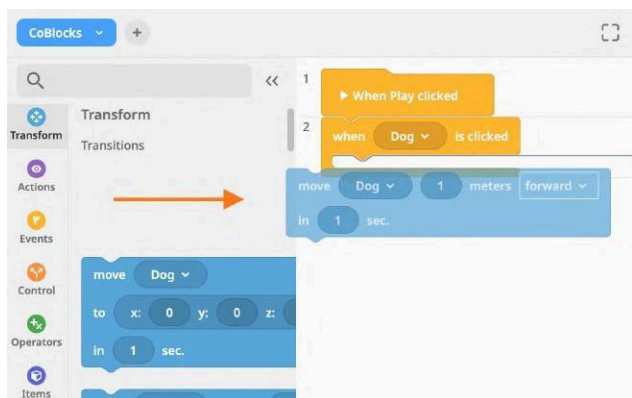 CoBlocks
+
1
When Play clicked
Transform
Transform
2
when Dog is clicked
Transitions
Actions
move Dog 1 meters forward
in 1 sec.
Events
Control
move Dog
to x: 0 y: 0 z:
in 1 sec.
Operators
Items